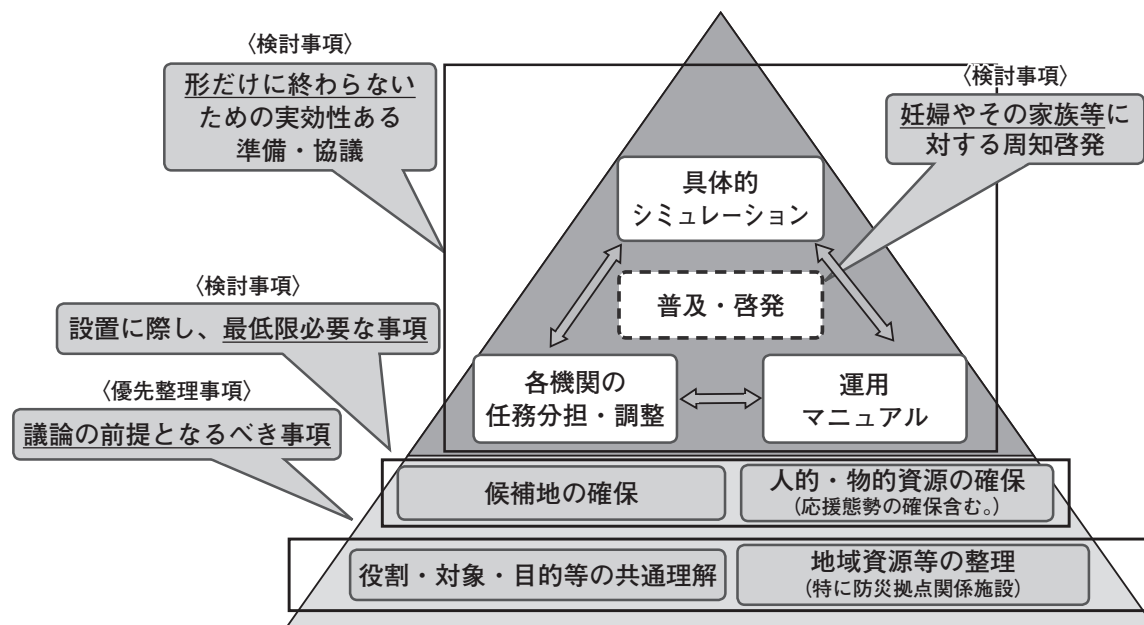 〈検討事項〉
形だけに終わらない
ための実効性ある
準備・協議
〈検討事項〉
妊婦やその家族等に
対する周知啓発
具体的
シミュレーション
普及・啓発
各機関の
任務分担・調整
運用
マニュアル
〈検討事項〉
設置に際し、最低限必要な事項
〈優先整理事項〉
議論の前提となるべき事項
候補地の確保
人的・物的資源の確保
(応援態勢の確保含む。)
役割・対象・目的等の共通理解
地域資源等の整理
(特に防災拠点関係施設)